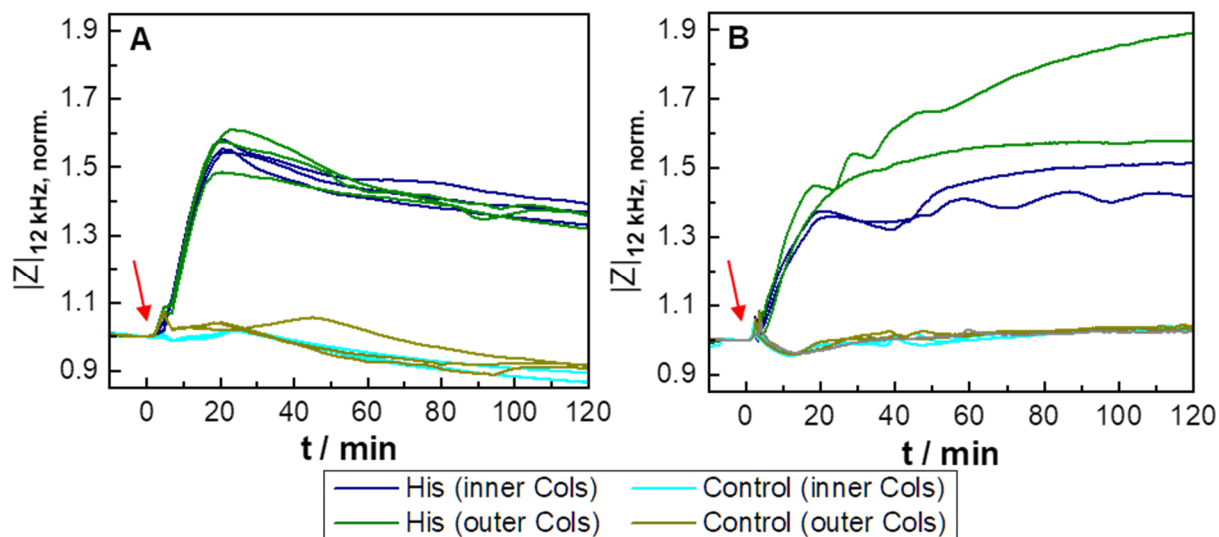 A
B
1.9
1.7
1.5
1.3
1.1
0.9
|Z|12 kHz, norm.
0 20 40 60 80 100 120
t / min
1.9
1.7
1.5
1.3
1.1
0.9
|Z|12 kHz, norm.
0 20 40 60 80 100 120
t / min
His (inner Cols) Control (inner Cols)
His (outer Cols) Control (outer Cols)